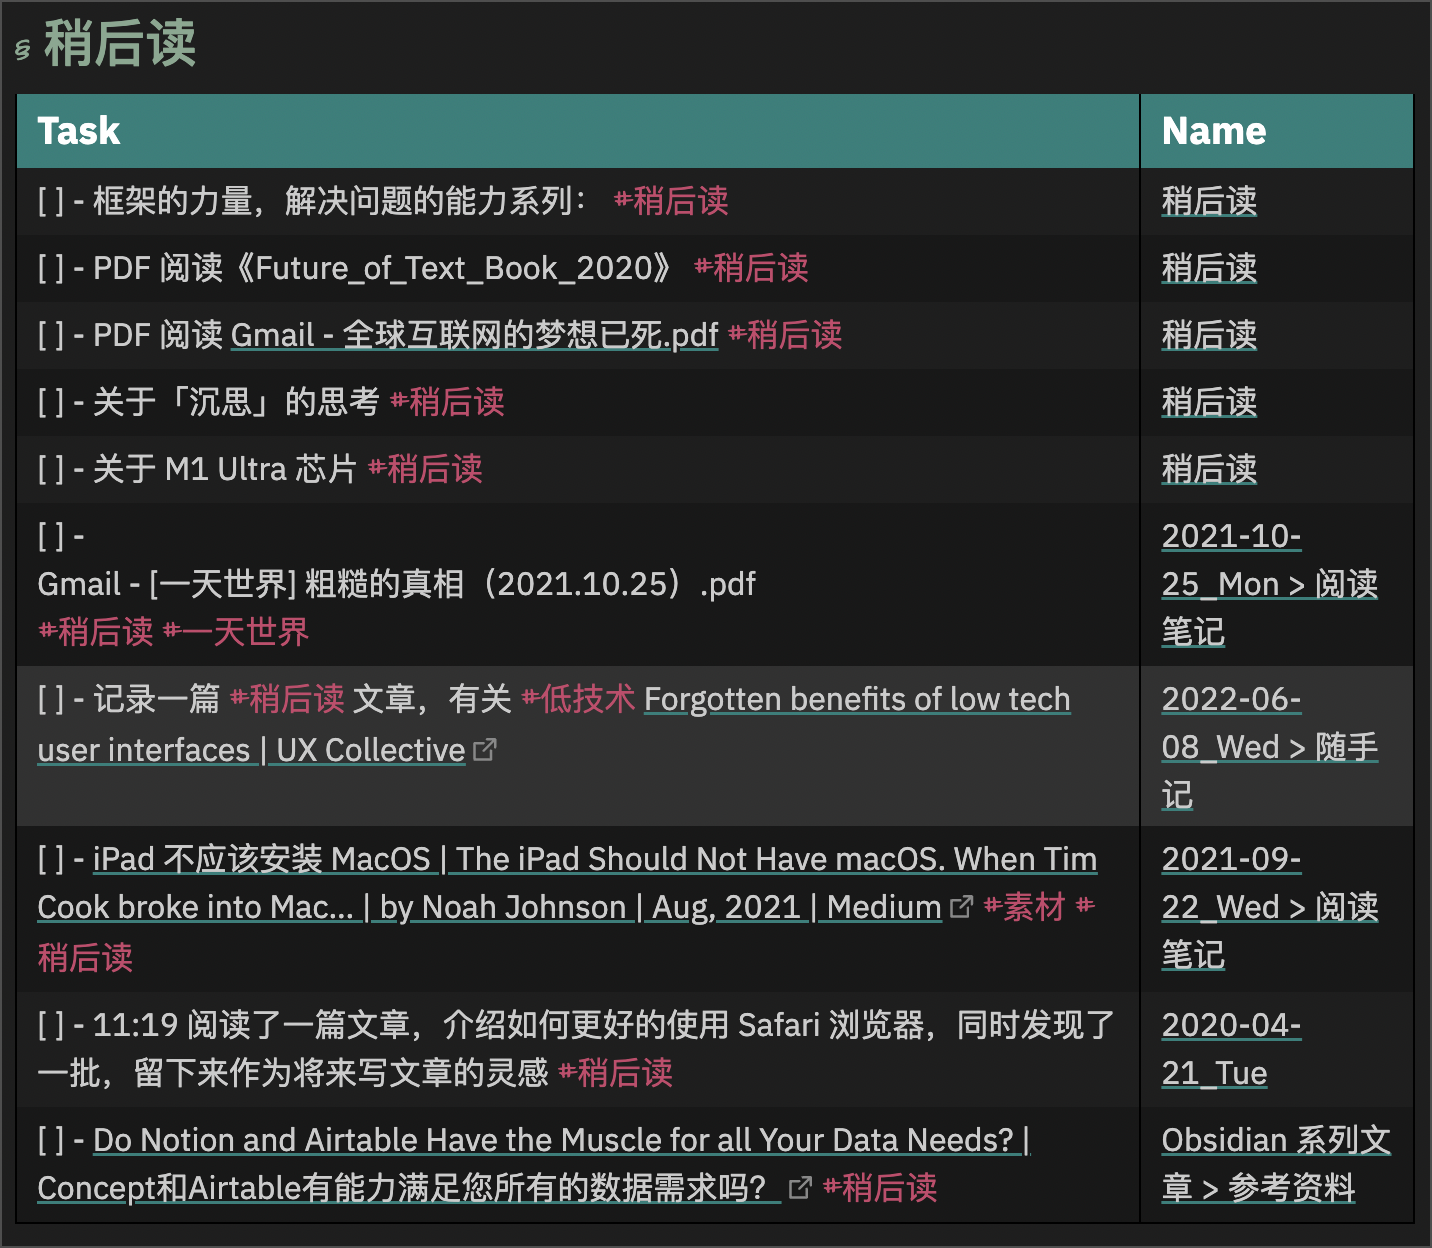 § 稍后读
Task
Name
[ ] - 框架的力量，解决问题的能力系列： #稍后读
稍后读
[ ] - PDF 阅读《Future_of_Text_Book_2020》 #稍后读
稍后读
[ ] - PDF 阅读 Gmail - 全球互联网的梦想已死.pdf #稍后读
稍后读
[ ] - 关于「沉思」的思考 #稍后读
稍后读
[ ] - 关于 M1 Ultra 芯片 #稍后读
稍后读
[ ] -
Gmail - [一天世界] 粗糙的真相（2021.10.25）.pdf
#稍后读 #一天世界
2021-10-
25_Mon > 阅读
笔记
[ ] - 记录一篇 #稍后读 文章，有关 #低技术 Forgotten benefits of low tech
user interfaces | UX Collective
2022-06-
08_Wed > 随手
记
[ ] - iPad 不应该安装 MacOS | The iPad Should Not Have macOS. When Tim
Cook broke into Mac... | by Noah Johnson | Aug, 2021 | Medium #素材 #
稍后读
2021-09-
22_Wed > 阅读
笔记
[ ] - 11:19 阅读了一篇文章，介绍如何更好的使用 Safari 浏览器，同时发现了
一批，留下来作为将来写文章的灵感 #稍后读
2020-04-
21_Tue
[ ] - Do Notion and Airtable Have the Muscle for all Your Data Needs? |
Concept和Airtable有能力满足您所有的数据需求吗？ #稍后读
Obsidian 系列文
章 > 参考资料